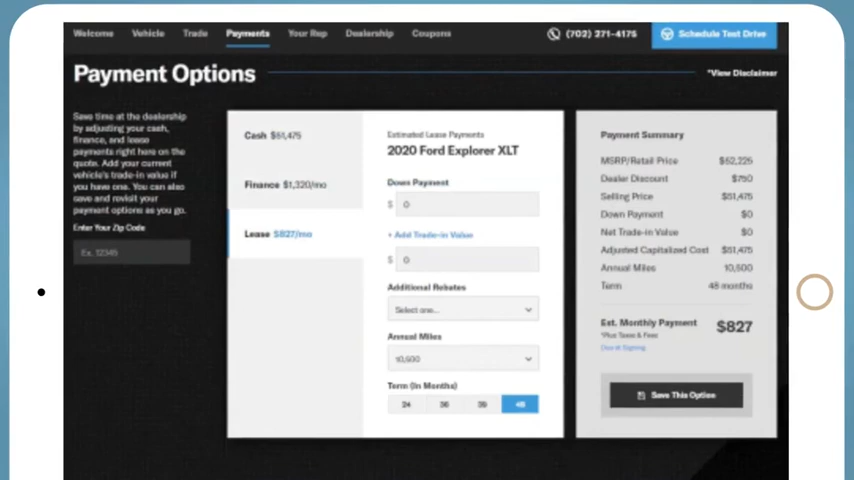 Welcome Vehicle Trade Payments Your Rep Dealership Coupons (702) 271-4175 Schedule Test Drive
Payment Options *View Disclaimer
Save time at the dealership
by adjusting your cash,
finance, and lease
payments right here on the
quote. Add your current
vehicle's trade-in value if
you have one. You can also
save and revisit your
payment options as you go.
Enter Your Zip Code
Ex. 12345
Cash $51,475
Finance $1,320/mo
Lease $827/mo
Estimated Lease Payments
2020 Ford Explorer XLT
Down Payment
$ 0
+ Add Trade-in Value
$ 0
Additional Rebates
Select one...
Annual Miles
10,500
Term (In Months)
24 36 39 48
Payment Summary
MSRP/Retail Price $52,225
Dealer Discount $750
Selling Price $51,475
Down Payment $0
Net Trade-in Value $0
Adjusted Capitalized Cost $51,475
Annual Miles 10,500
Term 48 months
Est. Monthly Payment $827
*Plus Taxes & Fees
Due at Signing
Save This Option